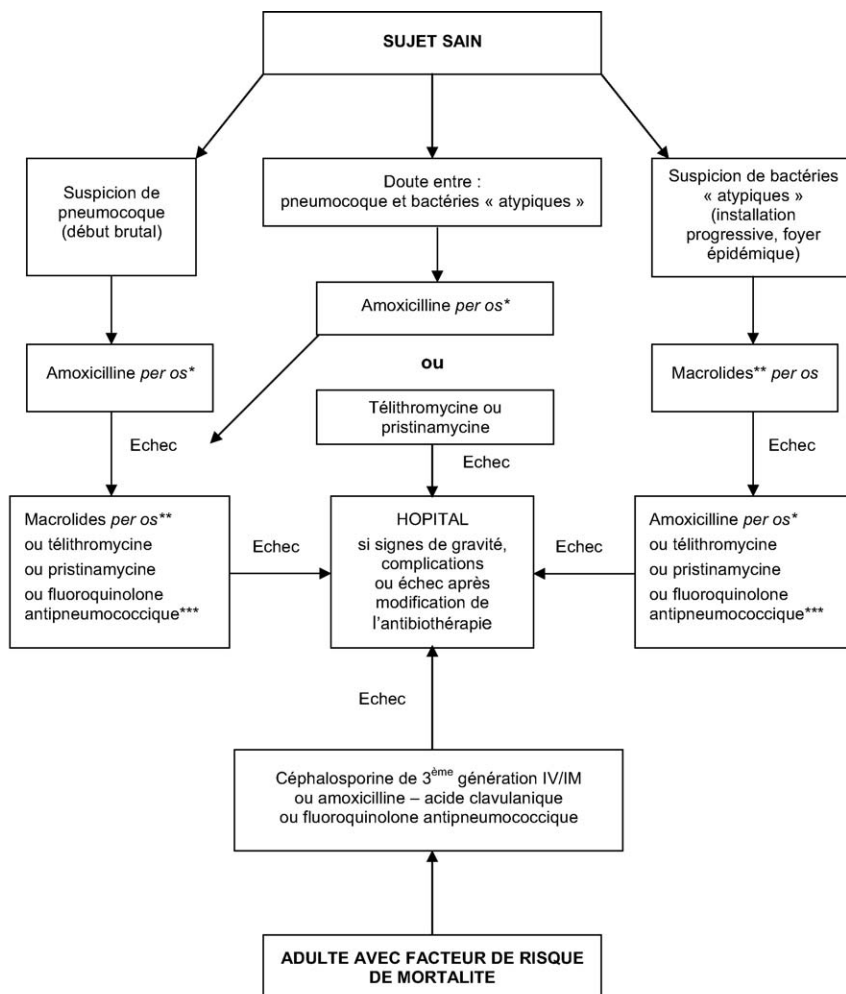 SUJET SAIN
Suspicion de
pneumocoque
(début brutal)
Doute entre :
pneumocoque et bactéries « atypiques »
Suspicion de bactéries
« atypiques »
(installation
progressive, foyer
épidémique)
Amoxicilline per os*
Amoxicilline per os*
ou
Macrolides** per os
Télithromycine ou
pristinamycine
Echec
Echec
Echec
Macrolides per os**
ou télithromycine
ou pristinamycine
ou fluoroquinolone
antipneumococcique***
Echec
HOPITAL
si signes de gravité,
complications
ou échec après
modification de
l'antibiothérapie
Echec
Amoxicilline per os*
ou télithromycine
ou pristinamycine
ou fluoroquinolone
antipneumococcique***
Echec
Céphalosporine de 3ème génération IV/IM
ou amoxicilline – acide clavulanique
ou fluoroquinolone antipneumococcique
ADULTE AVEC FACTEUR DE RISQUE
DE MORTALITE